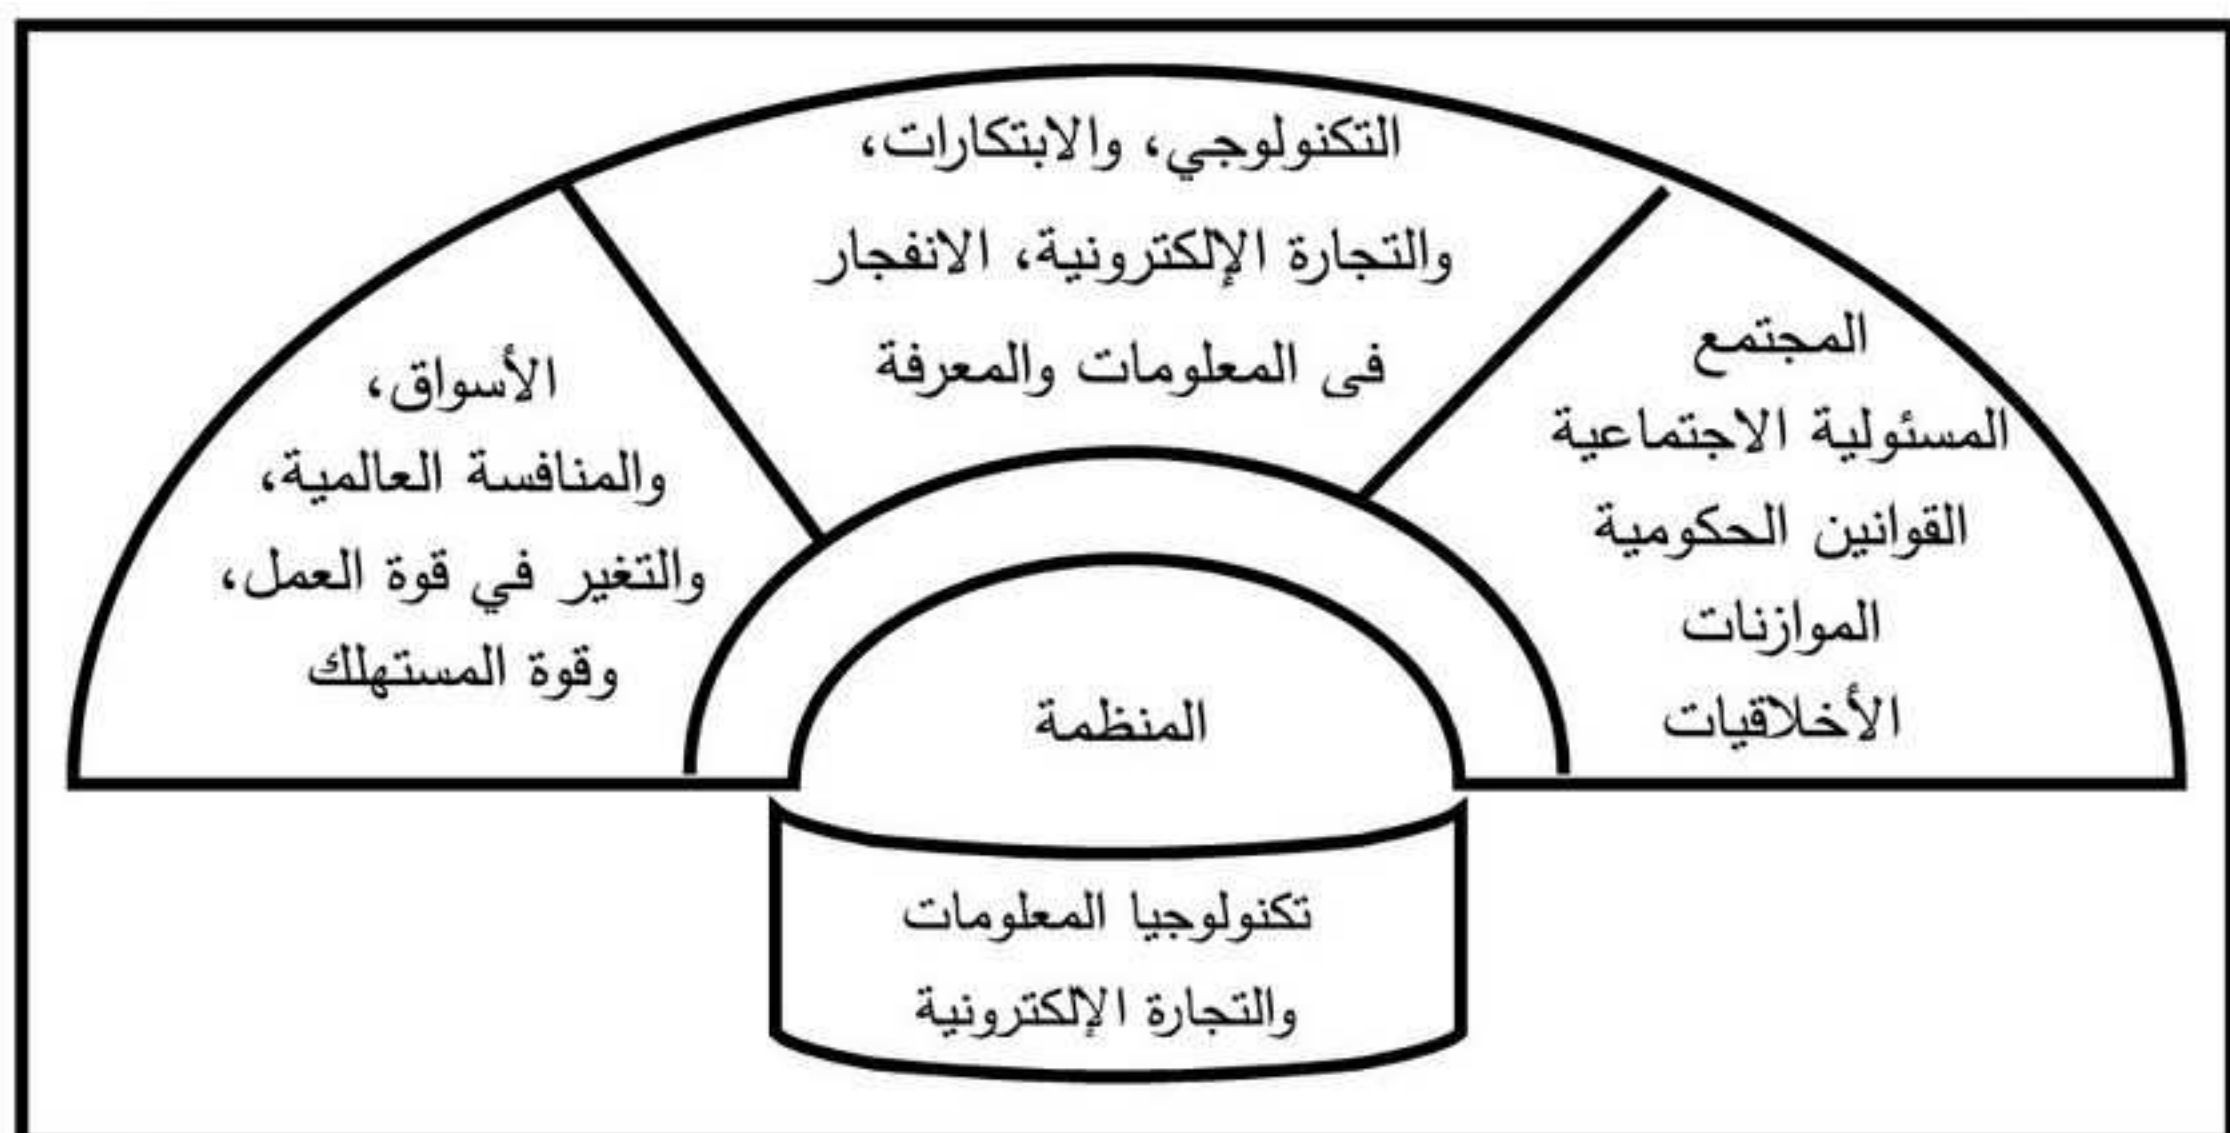 التكنولوجي، والابتكارات،
والتجارة الإلكترونية، الانفجار
فى المعلومات والمعرفة
المجتمع
المسئولية الاجتماعية
القوانين الحكومية
الموازنات
الأخلاقيات
الأسواق،
والمنافسة العالمية،
والتغير في قوة العمل،
وقوة المستهلك
المنظمة
تكنولوجيا المعلومات
والتجارة الإلكترونية